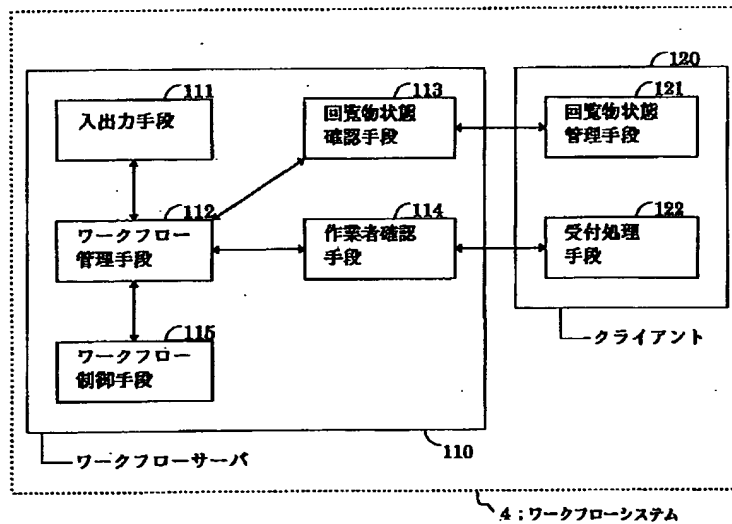 120
111
入出力手段
113
回覧物状態
確認手段
121
回覧物状態
管理手段
112
ワークフロー
管理手段
114
作業者確認
手段
122
受付処理
手段
115
ワークフロー
制御手段
クライアント
ワークフローサーバ
110
4;ワークフローシステム